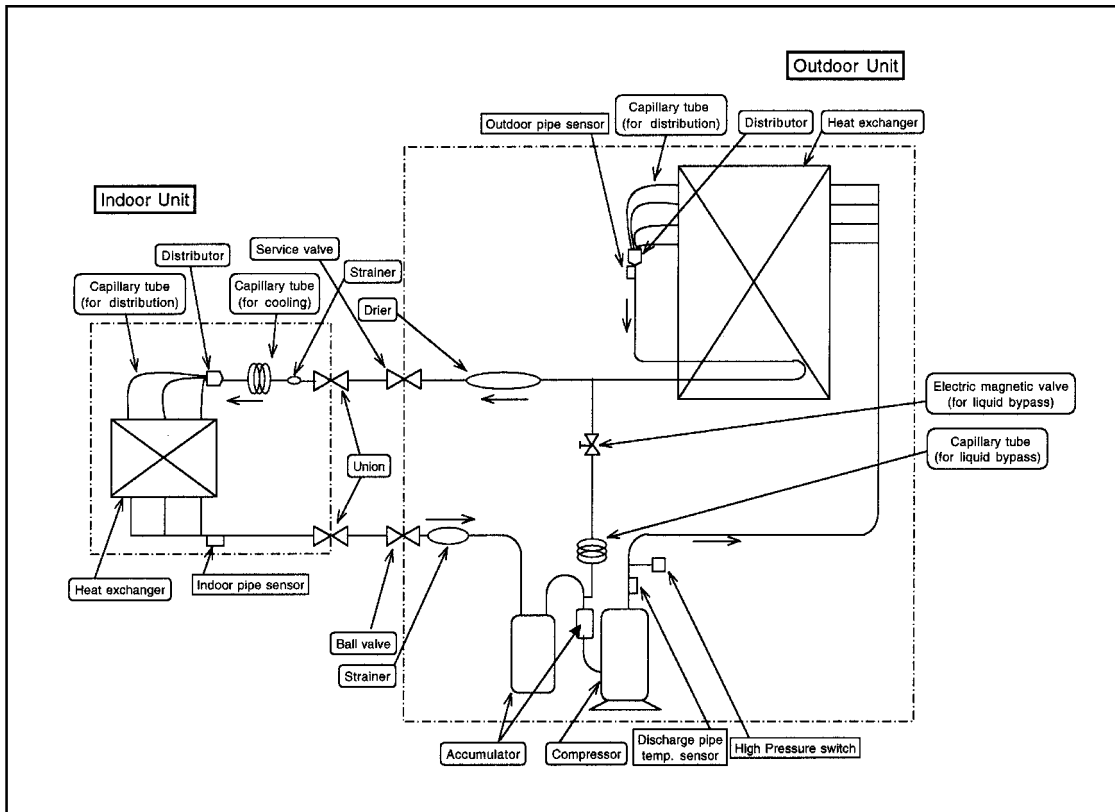 Outdoor Unit
Capillary tube
(for distribution)
Outdoor pipe sensor
Distributor
Heat exchanger
Indoor Unit
Distributor
Service valve
Strainer
Capillary tube
(for distribution)
Capillary tube
(for cooling)
Drier
Electric magnetic valve
(for liquid bypass)
Capillary tube
(for liquid bypass)
Union
Heat exchanger
Indoor pipe sensor
Ball valve
Strainer
Accumulator
Compressor
Discharge pipe
temp. sensor
High Pressure switch